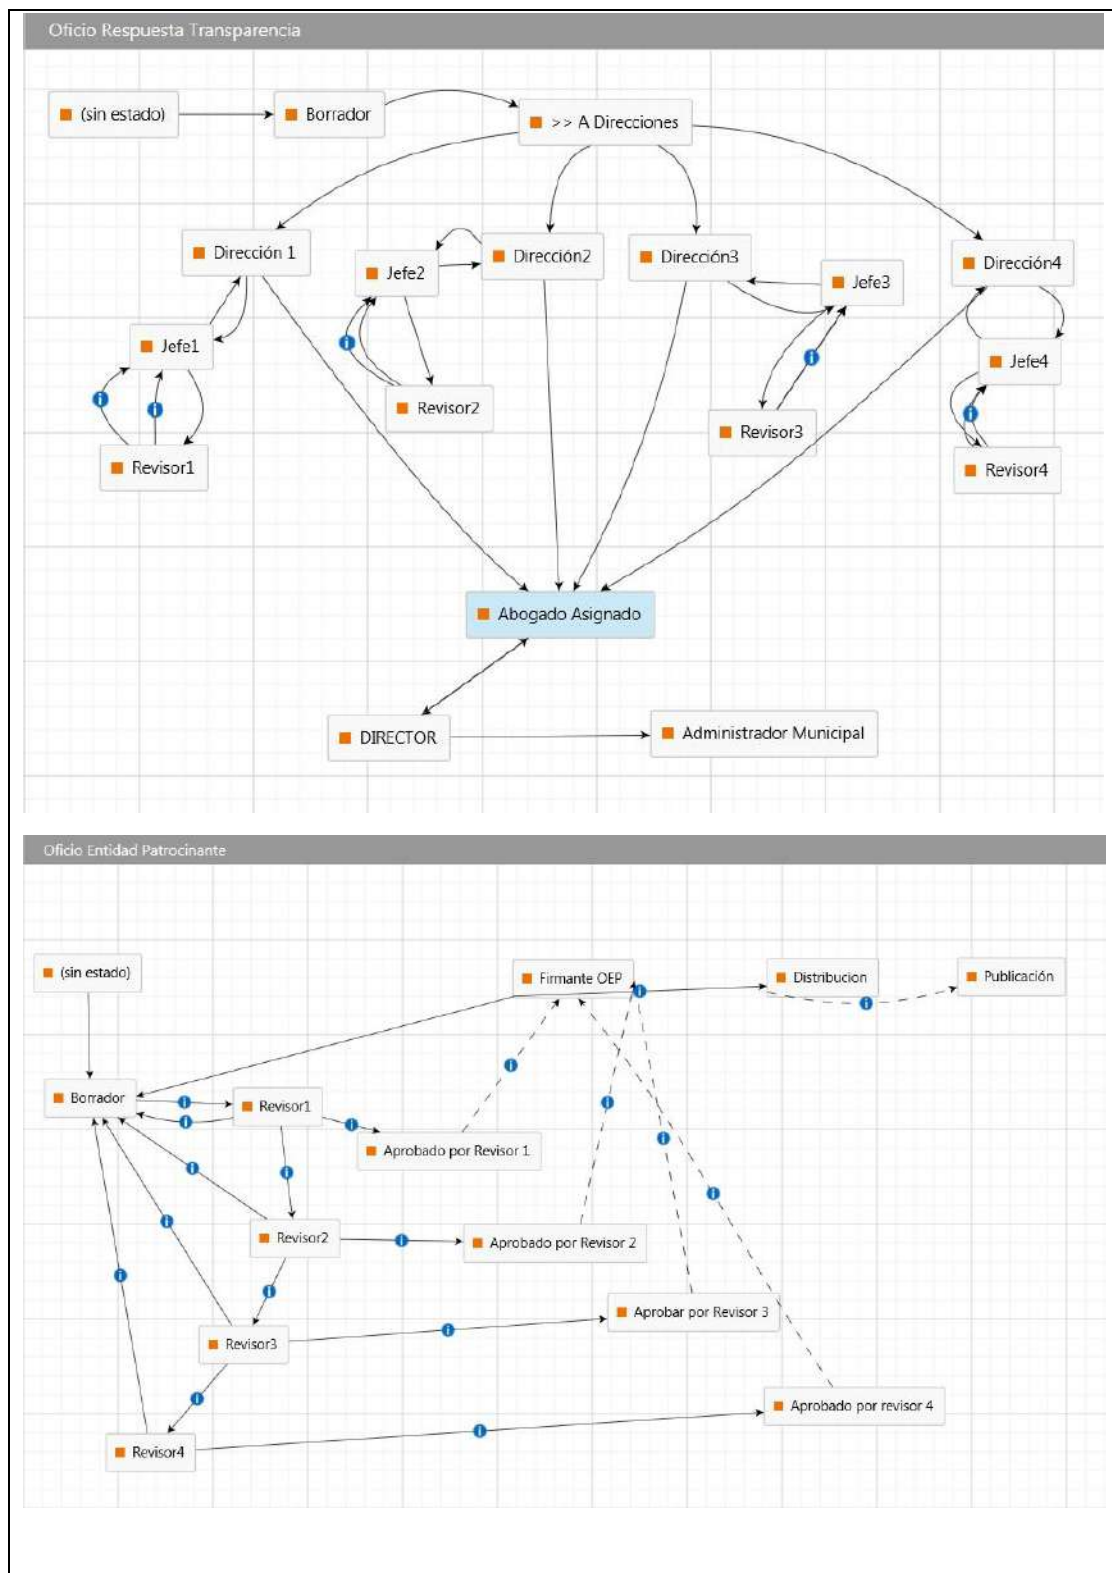 Oficio Respuesta Transparencia
(sin estado)
Borrador
>> A Direcciones
Dirección 1
Jefe2
Dirección2
Dirección3
Jefe3
Dirección4
Jefe1
Jefe4
Revisor2
Revisor3
Revisor1
Revisor4
Abogado Asignado
DIRECTOR
Administrador Municipal
Oficio Entidad Patrocinante
(sin estado)
Firmante OEP
Distribucion
Publicación
Borrador
Revisor1
Aprobado por Revisor 1
Revisor2
Aprobado por Revisor 2
Aprobar por Revisor 3
Revisor3
Aprobado por revisor 4
Revisor4